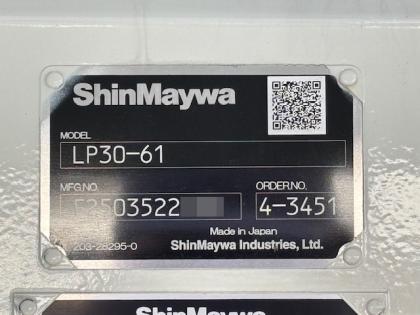 ShinMaywa
MODEL
LP30-61
MFG.NO. ORDER.NO.
4-3451
Made in Japan
203-28295-0 ShinMaywa Industries, Ltd.
ShinMaywa